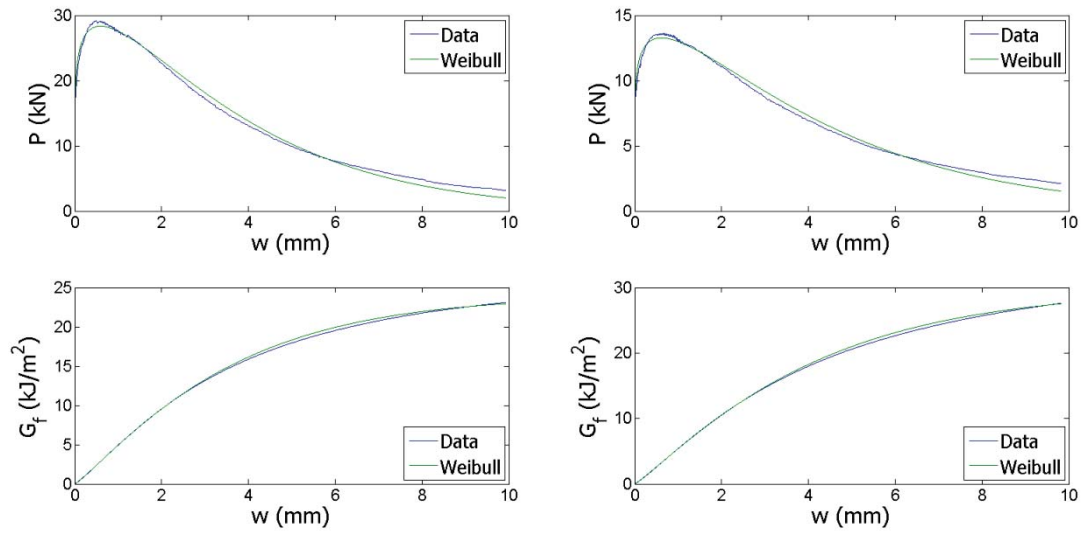 30
20
10
0
P (kN)
Data
Weibull
0 2 4 6 8 10
w (mm)
15
10
5
0
P (kN)
Data
Weibull
0 2 4 6 8 10
w (mm)
25
20
15
10
5
0
G_f (kJ/m²)
Data
Weibull
0 2 4 6 8 10
w (mm)
30
20
10
0
G_f (kJ/m²)
Data
Weibull
0 2 4 6 8 10
w (mm)